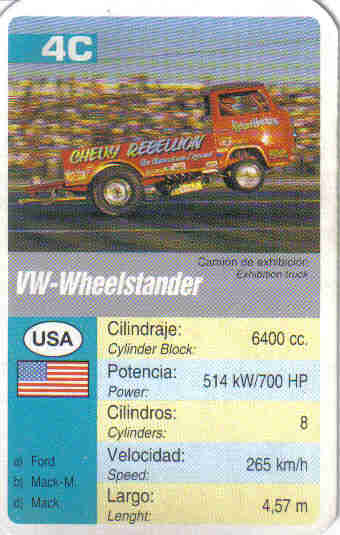 4C
CHEVY REBELLION
Camión de exhibición:
Exhibition truck
VW-Wheelstander
USA
Cilindraje:
Cylinder Block:
6400 cc.
Potencia:
Power:
514 kW/700 HP
Cilindros:
Cylinders:
8
a) Ford
Velocidad:
Speed:
265 km/h
b) Mack-M.
d) Mack
Largo:
Lenght:
4,57 m